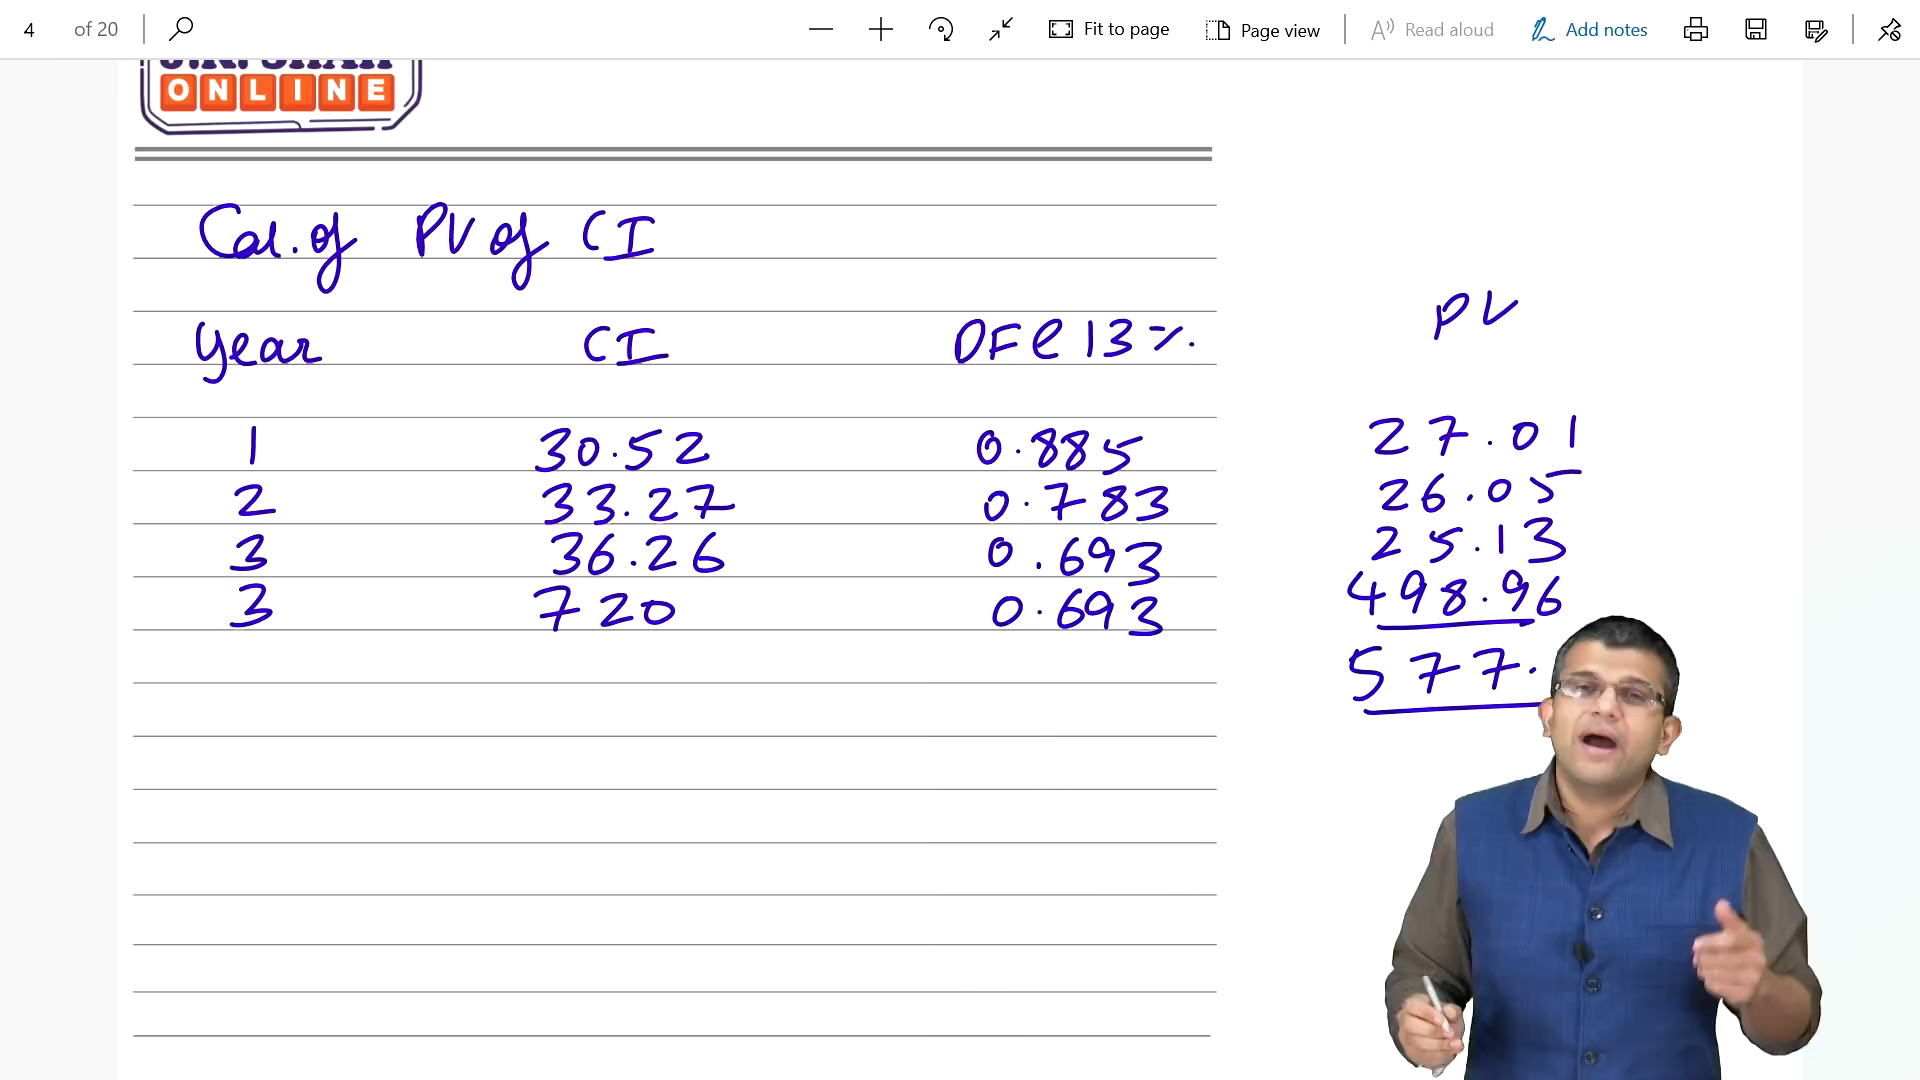 4 of 20 Fit to page Page view Read aloud Add notes
ONLINE
Cal. of PV of CI
PV
Year CI DF @ 13%.
1 30.52 0.885 27.01
2 33.27 0.783 26.05
3 36.26 0.693 25.13
3 720 0.693 498.96
577.